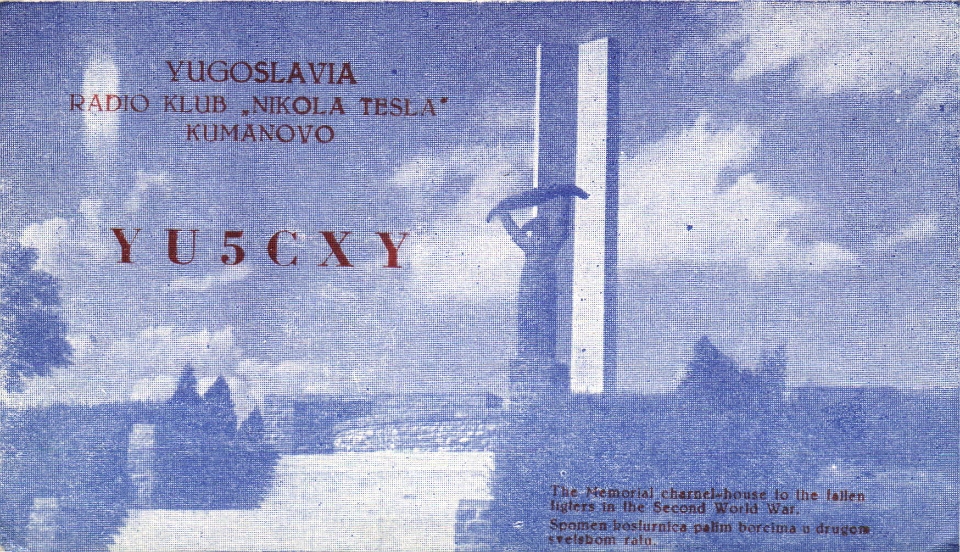 YUGOSLAVIA
RADIO KLUB „NIKOLA TESLA“
KUMANOVO
YU5CXY
The Memorial charnel-house to the fallen
figters in the Second World War.
Spomen kosturnica palim borcima u drugom
svetskom ratu.